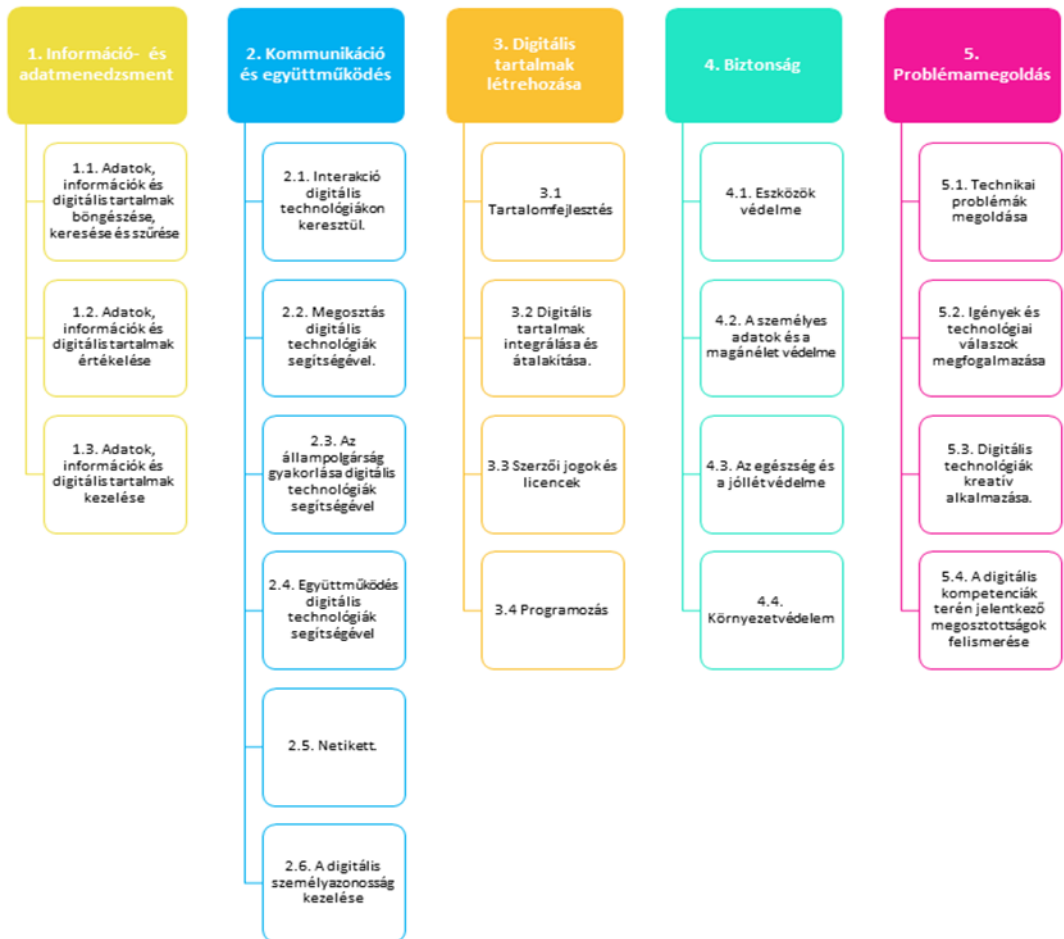 1. Információ- és
adatmenedzsment
1.1. Adatok,
információk és
digitális tartalmak
böngészése,
keresése és szűrése
1.2. Adatok,
információk és
digitális tartalmak
értékelése
1.3. Adatok,
információk és
digitális tartalmak
kezelése
2. Kommunikáció
és együttműködés
2.1. Interakció
digitális
technológiákon
keresztül.
2.2. Megosztás
digitális
technológiák
segítségével.
2.3. Az
állampolgárság
gyakorlása digitális
technológiák
segítségével
2.4. Együttműködés
digitális
technológiák
segítségével
2.5. Netikett.
2.6. A digitális
személyazonosság
kezelése
3. Digitális
tartalmak
létrehozása
3.1
Tartalomfejlesztés
3.2 Digitális
tartalmak
integrálása és
átalakítása.
3.3 Szerzői jogok és
licencek
3.4 Programozás
4. Biztonság
4.1. Eszközök
védelme
4.2. A személyes
adatok és a
magánélet védelme
4.3. Az egészség és
a jóllét védelme
4.4.
Környezetvédelem
5.
Problémamegoldás
5.1. Technikai
problémák
megoldása
5.2. Igények és
technológiai
válaszok
megfogalmazása
5.3. Digitális
technológiák
kreatív
alkalmazása.
5.4. A digitális
kompetenciák
terén jelentkező
megosztottságok
felismerése